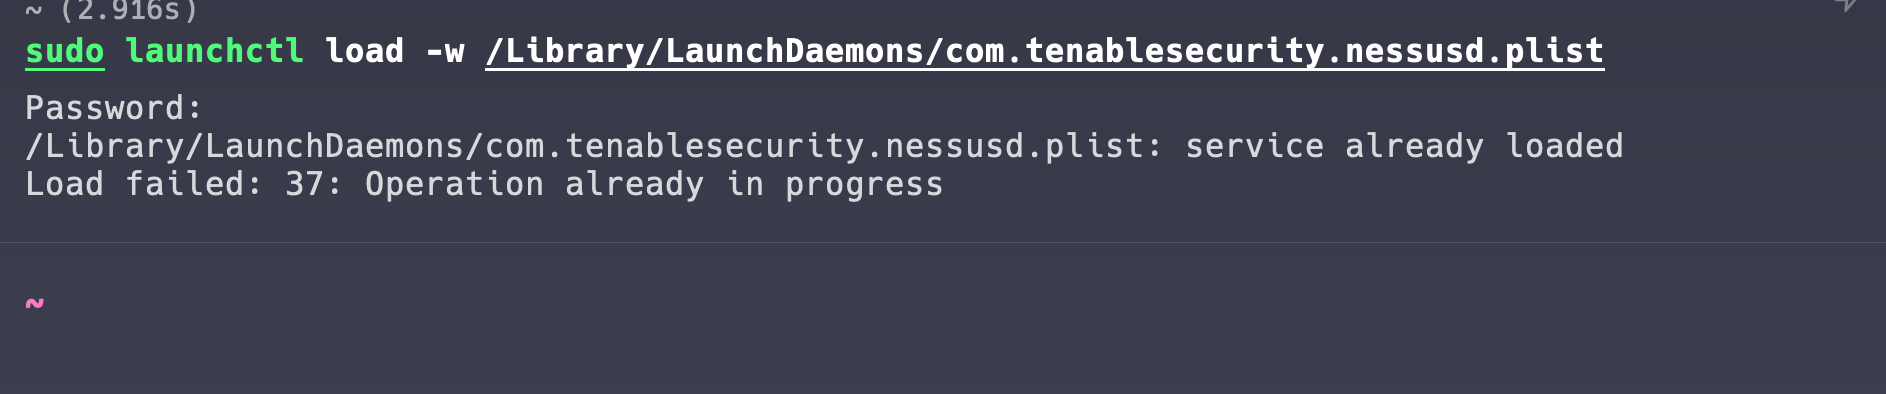 ~ (2.916s)
sudo launchctl load -w /Library/LaunchDaemons/com.tenablesecurity.nessusd.plist
Password:
/Library/LaunchDaemons/com.tenablesecurity.nessusd.plist: service already loaded
Load failed: 37: Operation already in progress
~